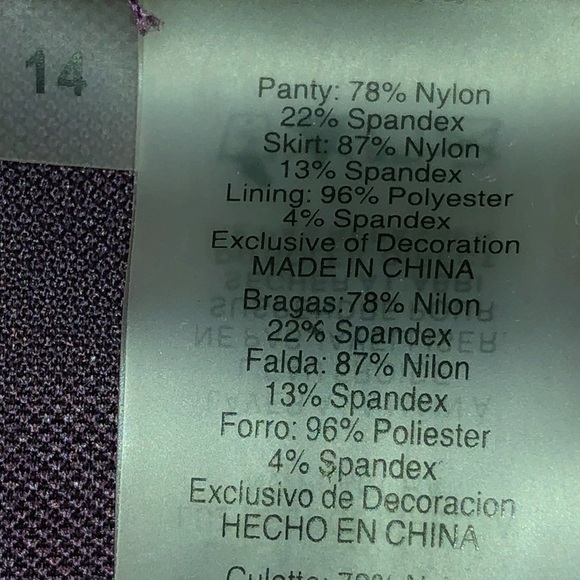 14
Panty: 78% Nylon
22% Spandex
Skirt: 87% Nylon
13% Spandex
Lining: 96% Polyester
4% Spandex
Exclusive of Decoration
MADE IN CHINA
Bragas:78% Nilon
22% Spandex
Falda: 87% Nilon
13% Spandex
Forro: 96% Poliester
4% Spandex
Exclusivo de Decoracion
HECHO EN CHINA